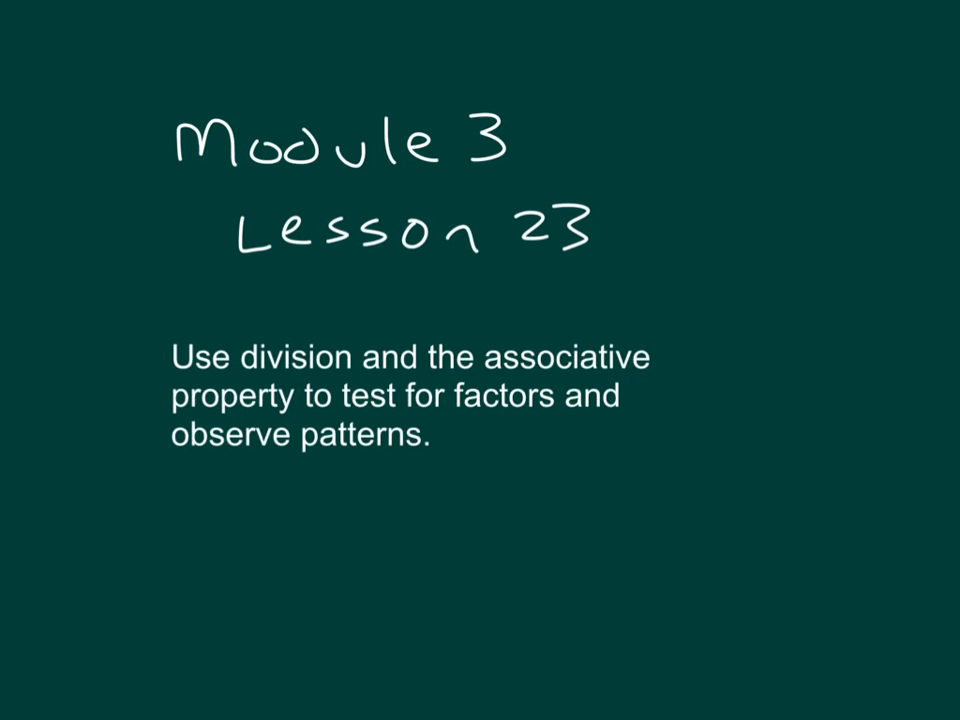 Module 3
Lesson 23
Use division and the associative
property to test for factors and
observe patterns.